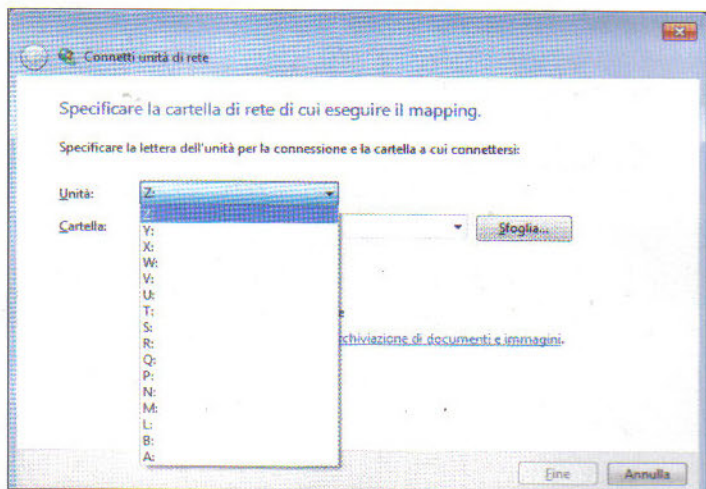 Connetti unità di rete
Specificare la cartella di rete di cui eseguire il mapping.
Specificare la lettera dell'unità per la connessione e la cartella a cui connettersi:
Unità: Z:
Z:
Cartella: Sfoglia...
Y:
X:
W:
V:
U:
T:
S:
R:
chiviazione di documenti e immagini.
Q:
P:
N:
M:
L:
B:
A:
Fine Annulla